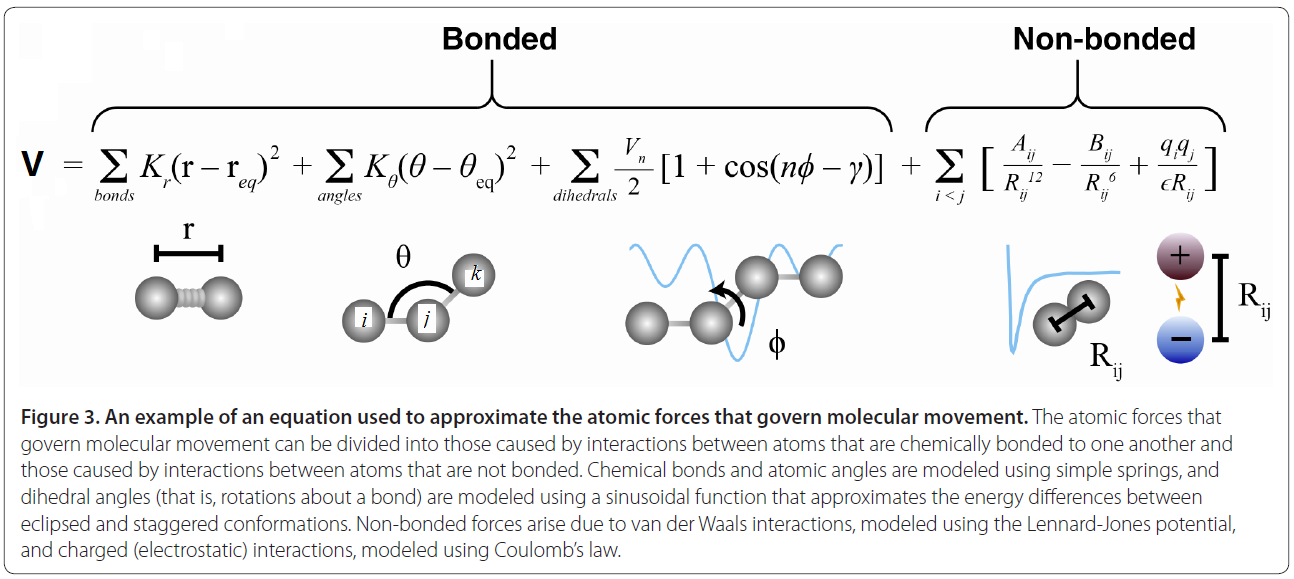 Bonded Non-bonded
V = ∑ K_r(r – r_eq)² + ∑ K_θ(θ – θ_eq)² + ∑ V_n/2 [1 + cos(nϕ – γ)] + ∑ [A_ij/R_ij¹² – B_ij/R_ij⁶ + q_iq_j/ϵR_ij]
bonds angles dihedrals i < j
r
θ
i j k
ϕ
R_ij
+
–
R_ij
Figure 3. An example of an equation used to approximate the atomic forces that govern molecular movement. The atomic forces that
govern molecular movement can be divided into those caused by interactions between atoms that are chemically bonded to one another and
those caused by interactions between atoms that are not bonded. Chemical bonds and atomic angles are modeled using simple springs, and
dihedral angles (that is, rotations about a bond) are modeled using a sinusoidal function that approximates the energy differences between
eclipsed and staggered conformations. Non-bonded forces arise due to van der Waals interactions, modeled using the Lennard-Jones potential,
and charged (electrostatic) interactions, modeled using Coulomb’s law.